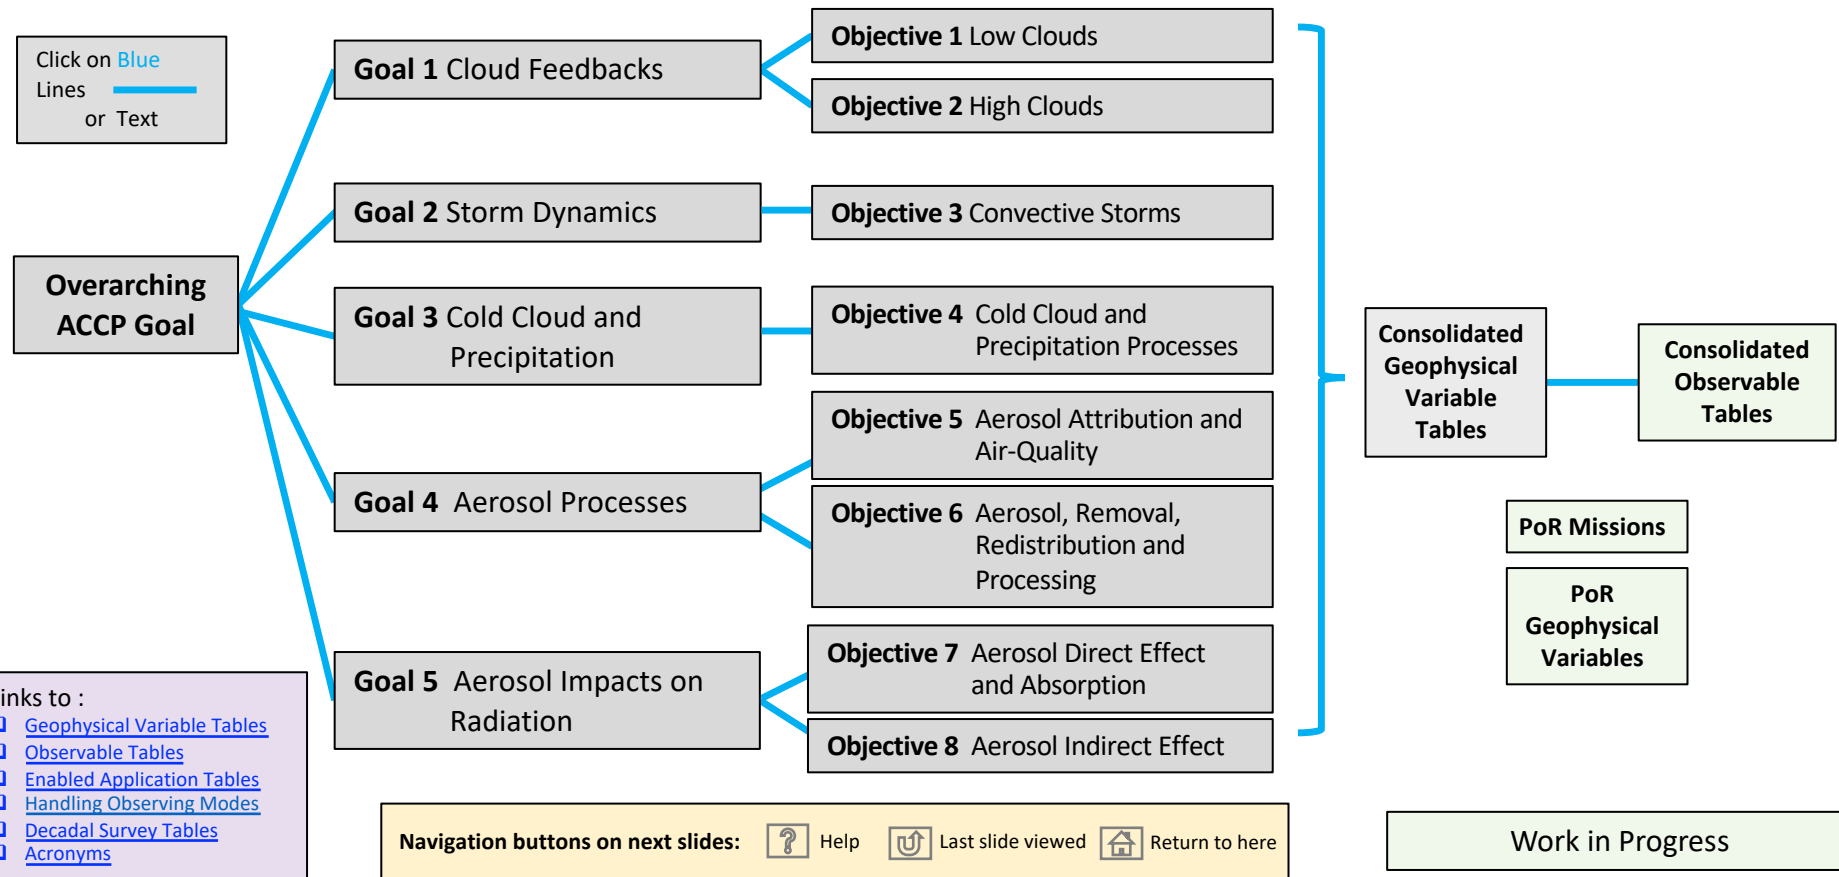 Click on Blue
Lines
or Text
Overarching
ACCP Goal
Goal 1 Cloud Feedbacks
Goal 2 Storm Dynamics
Goal 3 Cold Cloud and
Precipitation
Goal 4 Aerosol Processes
Goal 5 Aerosol Impacts on
Radiation
Objective 1 Low Clouds
Objective 2 High Clouds
Objective 3 Convective Storms
Objective 4 Cold Cloud and
Precipitation Processes
Objective 5 Aerosol Attribution and
Air-Quality
Objective 6 Aerosol, Removal,
Redistribution and
Processing
Objective 7 Aerosol Direct Effect
and Absorption
Objective 8 Aerosol Indirect Effect
Consolidated
Geophysical
Variable
Tables
Consolidated
Observable
Tables
PoR Missions
PoR
Geophysical
Variables
inks to :
Geophysical Variable Tables
Observable Tables
Enabled Application Tables
Handling Observing Modes
Decadal Survey Tables
Acronyms
Navigation buttons on next slides: ? Help Last slide viewed Return to here
Work in Progress